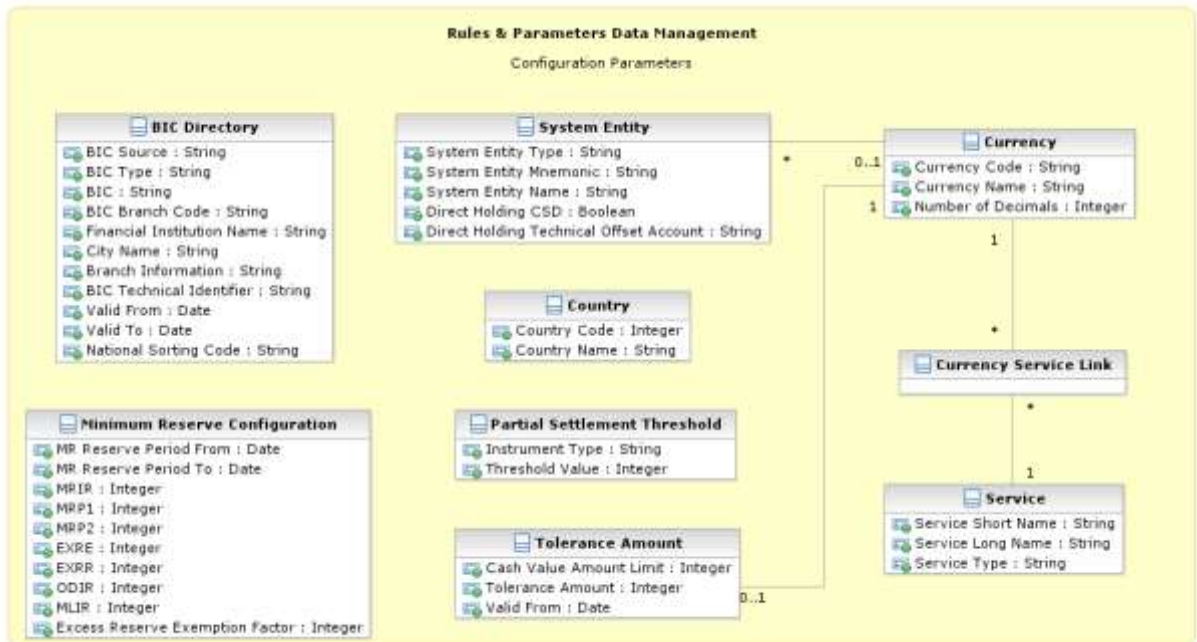 Rules & Parameters Data Management
Configuration Parameters
BIC Directory
BIC Source : String
BIC Type : String
BIC : String
BIC Branch Code : String
Financial Institution Name : String
City Name : String
Branch Information : String
BIC Technical Identifier : String
Valid From : Date
Valid To : Date
National Sorting Code : String
System Entity
System Entity Type : String
System Entity Mnemonic : String
System Entity Name : String
Direct Holding CSD : Boolean
Direct Holding Technical Offset Account : String
*
0..1
Currency
Currency Code : String
Currency Name : String
Number of Decimals : Integer
1
1
Country
Country Code : Integer
Country Name : String
*
Currency Service Link
*
1
Minimum Reserve Configuration
MR Reserve Period From : Date
MR Reserve Period To : Date
MRIR : Integer
MRP1 : Integer
MRP2 : Integer
EXRE : Integer
EXRR : Integer
ODIR : Integer
MLIR : Integer
Excess Reserve Exemption Factor : Integer
Partial Settlement Threshold
Instrument Type : String
Threshold Value : Integer
Service
Service Short Name : String
Service Long Name : String
Service Type : String
Tolerance Amount
Cash Value Amount Limit : Integer
Tolerance Amount : Integer
Valid From : Date
0..1